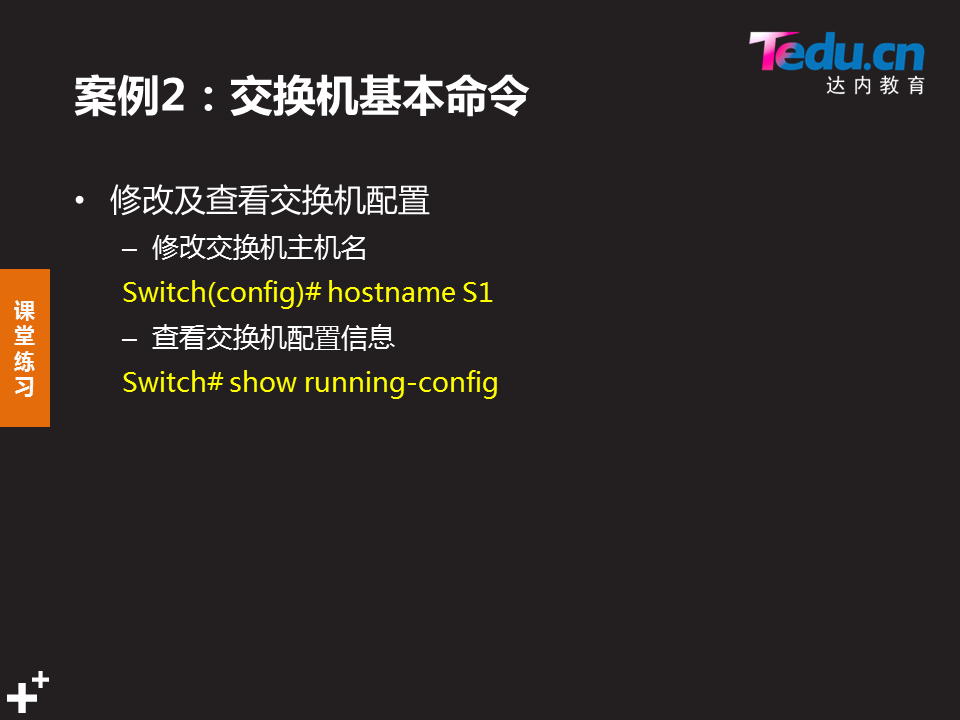 Tedu.cn
达内教育
案例2：交换机基本命令
• 修改及查看交换机配置
– 修改交换机主机名
Switch(config)# hostname S1
– 查看交换机配置信息
Switch# show running-config
课堂练习